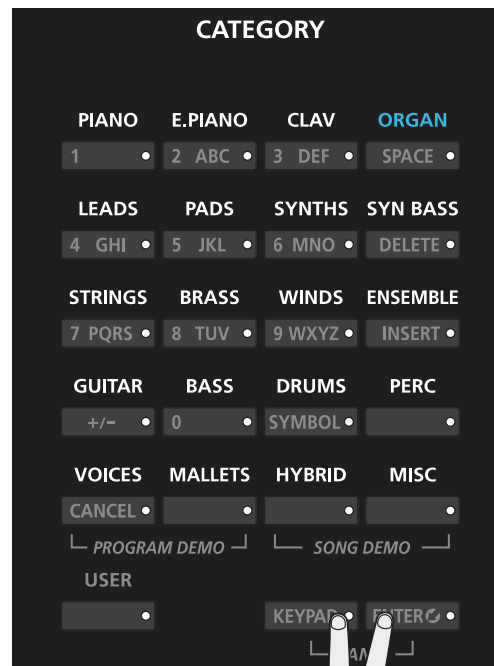 CATEGORY
PIANO E.PIANO CLAV ORGAN
1 2 ABC 3 DEF SPACE
LEADS PADS SYNTHS SYN BASS
4 GHI 5 JKL 6 MNO DELETE
STRINGS BRASS WINDS ENSEMBLE
7 PQRS 8 TUV 9 WXYZ INSERT
GUITAR BASS DRUMS PERC
+/- 0 SYMBOL
VOICES MALLETS HYBRID MISC
CANCEL
PROGRAM DEMO SONG DEMO
USER